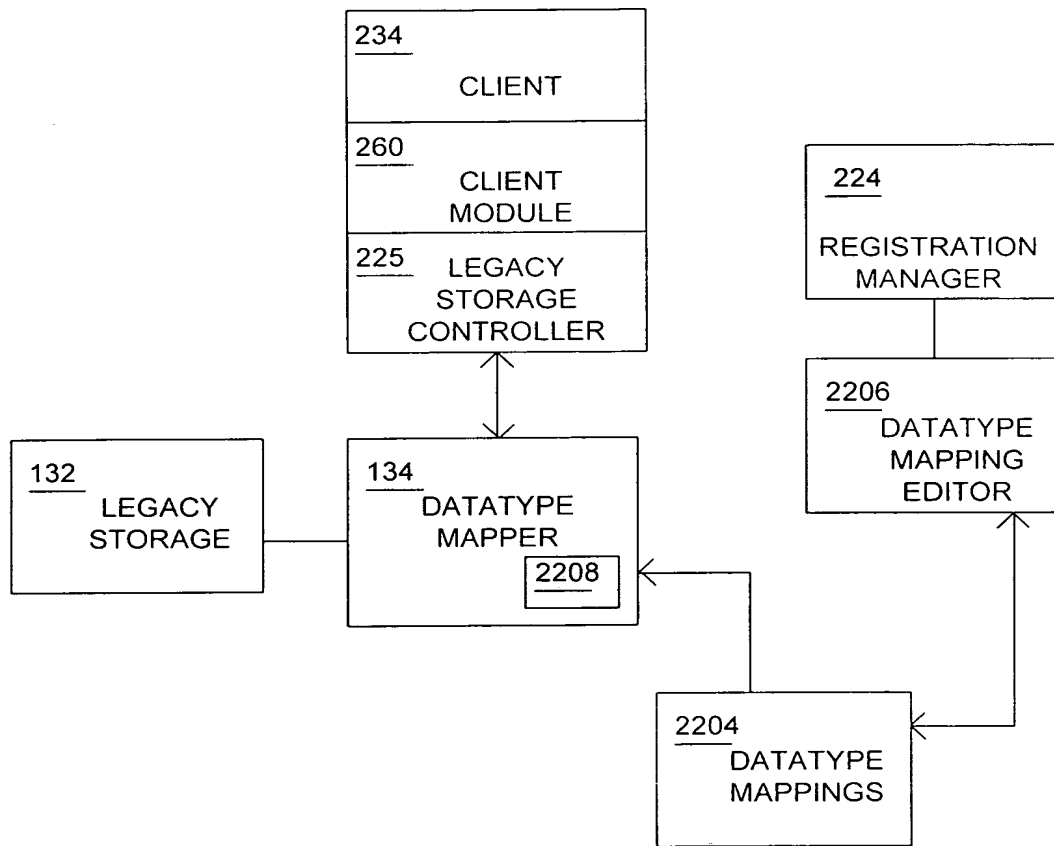 234
CLIENT
260
CLIENT
MODULE
225
LEGACY
STORAGE
CONTROLLER
224
REGISTRATION
MANAGER
2206
DATATYPE
MAPPING
EDITOR
132
LEGACY
STORAGE
134
DATATYPE
MAPPER
2208
2204
DATATYPE
MAPPINGS